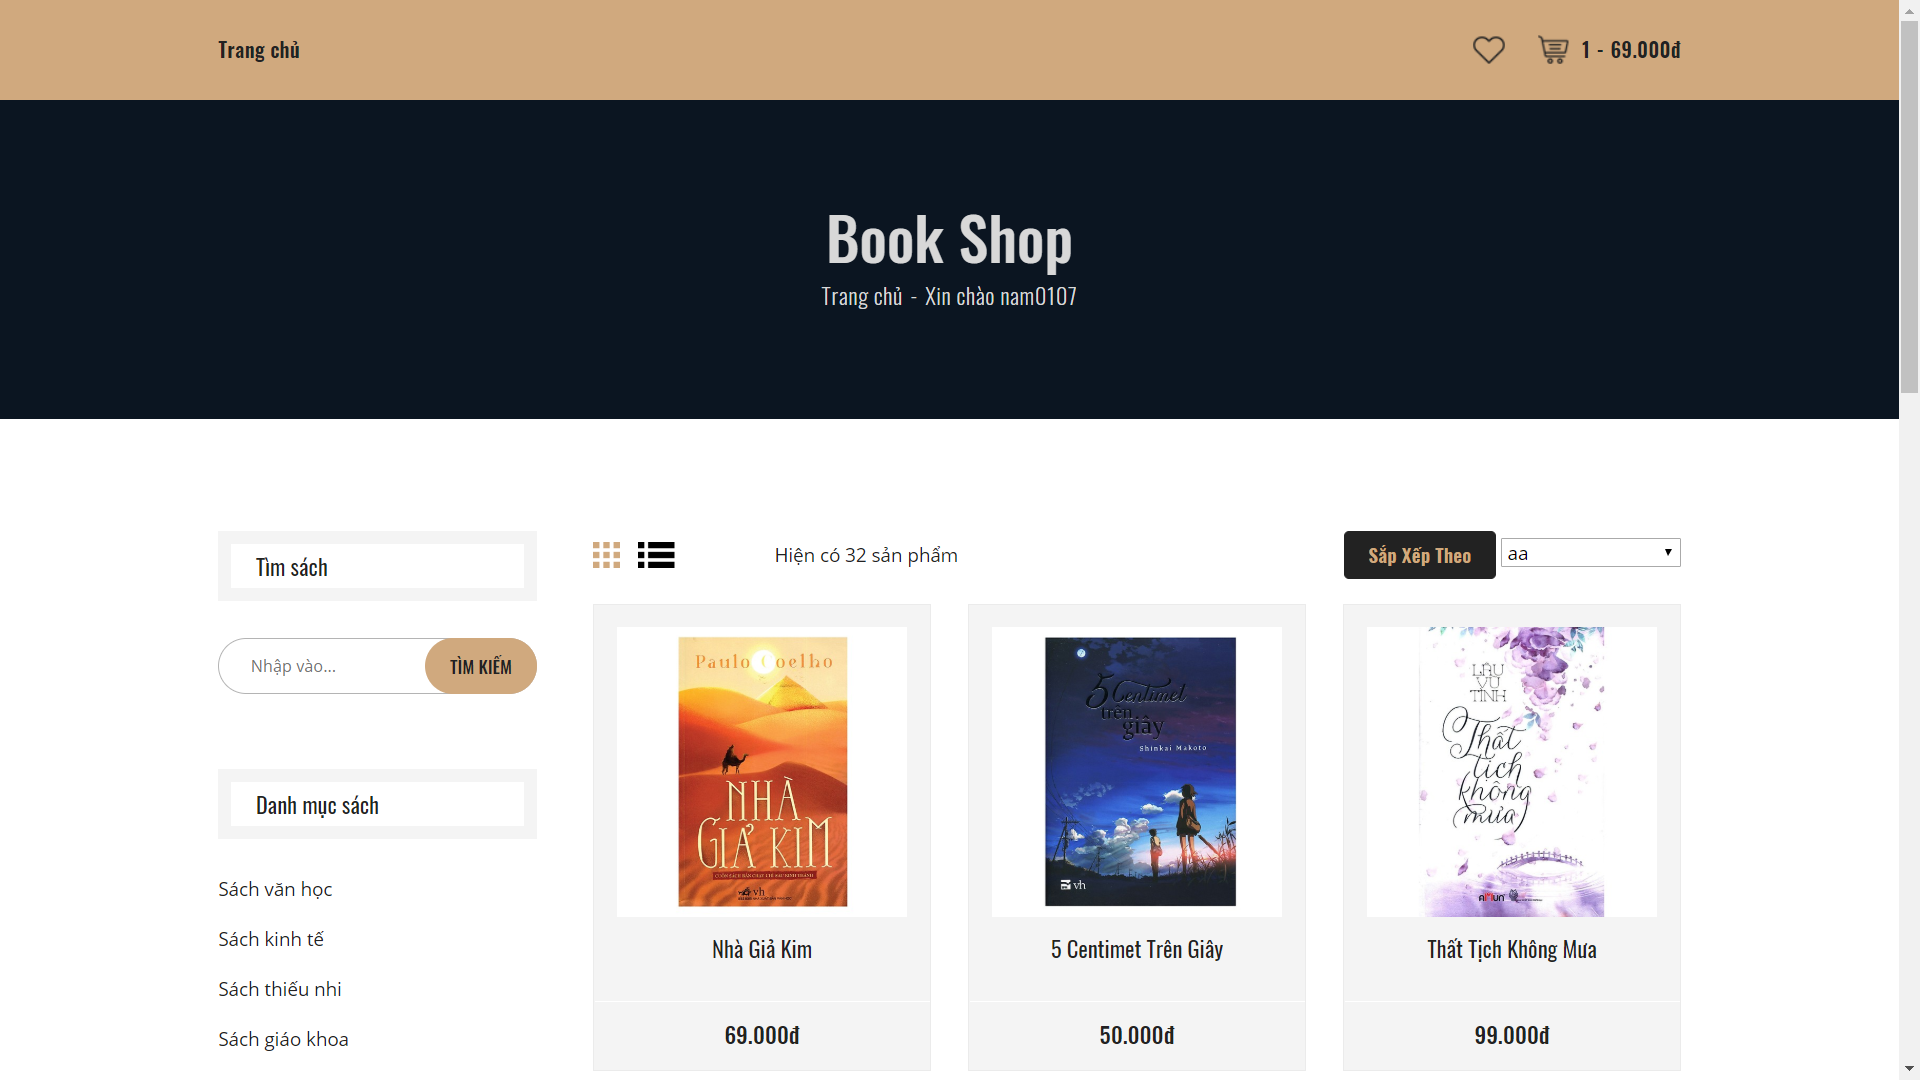 Trang chủ
1 - 69.000đ
Book Shop
Trang chủ - Xin chào nam0107
Tìm sách
Nhập vào...
TÌM KIẾM
Danh mục sách
Sách văn học
Sách kinh tế
Sách thiếu nhi
Sách giáo khoa
Hiện có 32 sản phẩm
Sắp Xếp Theo
aa
Paulo Coelho
NHÀ
GIẢ KIM
vh
Nhà Giả Kim
69.000đ
5 Centimet
trên
giây
Shinkai Makoto
vh
5 Centimet Trên Giây
50.000đ
LÂU
VŨ
TÌNH
Thất
tịch
không
mưa
AMUN
Thất Tịch Không Mưa
99.000đ